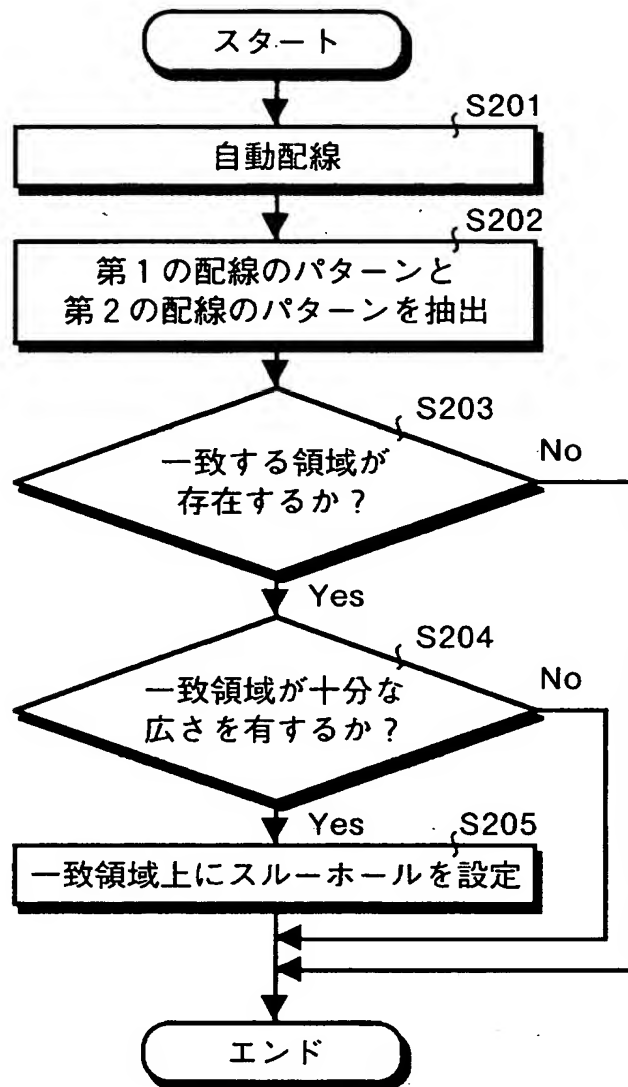 スタート
S201
自動配線
S202
第1の配線のパターンと
第2の配線のパターンを抽出
S203
一致する領域が
存在するか?
No
Yes
S204
一致領域が十分な
広さを有するか?
No
Yes
S205
一致領域上にスルーホールを設定
エンド